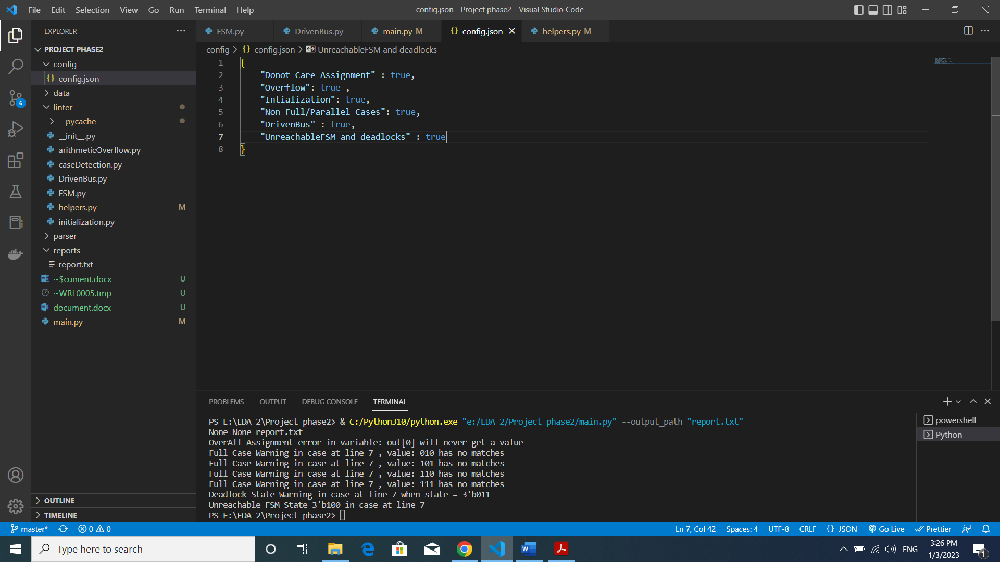 File Edit Selection View Go Run Terminal Help
config.json - Project phase2 - Visual Studio Code
EXPLORER
PROJECT PHASE2
config
config.json
data
linter
__pycache__
__init__.py
arithmeticOverflow.py
caseDetection.py
DrivenBus.py
FSM.py
helpers.py M
initialization.py
parser
reports
report.txt
~$cument.docx U
~WRL0005.tmp U
document.docx U
main.py M
OUTLINE
TIMELINE
6
FSM.py DrivenBus.py main.py M {} config.json helpers.py M
config > {} config.json > UnreachableFSM and deadlocks
1 {
2 "Donot Care Assignment" : true,
3 "Overflow": true ,
4 "Intialization": true,
5 "Non Full/Parallel Cases": true,
6 "DrivenBus" : true,
7 "UnreachableFSM and deadlocks" : true
8 }
PROBLEMS OUTPUT DEBUG CONSOLE TERMINAL
PS E:\EDA 2\Project phase2> & C:/Python310/python.exe "e:/EDA 2/Project phase2/main.py" --output_path "report.txt"
None None report.txt
OverAll Assignment error in variable: out[0] will never get a value
Full Case Warning in case at line 7 , value: 010 has no matches
Full Case Warning in case at line 7 , value: 101 has no matches
Full Case Warning in case at line 7 , value: 110 has no matches
Full Case Warning in case at line 7 , value: 111 has no matches
Deadlock State Warning in case at line 7 when state = 3'b011
Unreachable FSM State 3'b100 in case at line 7
PS E:\EDA 2\Project phase2>
powershell
Python
master* 0 0
Ln 7, Col 42 Spaces: 4 UTF-8 CRLF {} JSON Go Live Prettier
Type here to search
ENG
3:26 PM
1/3/2023
1